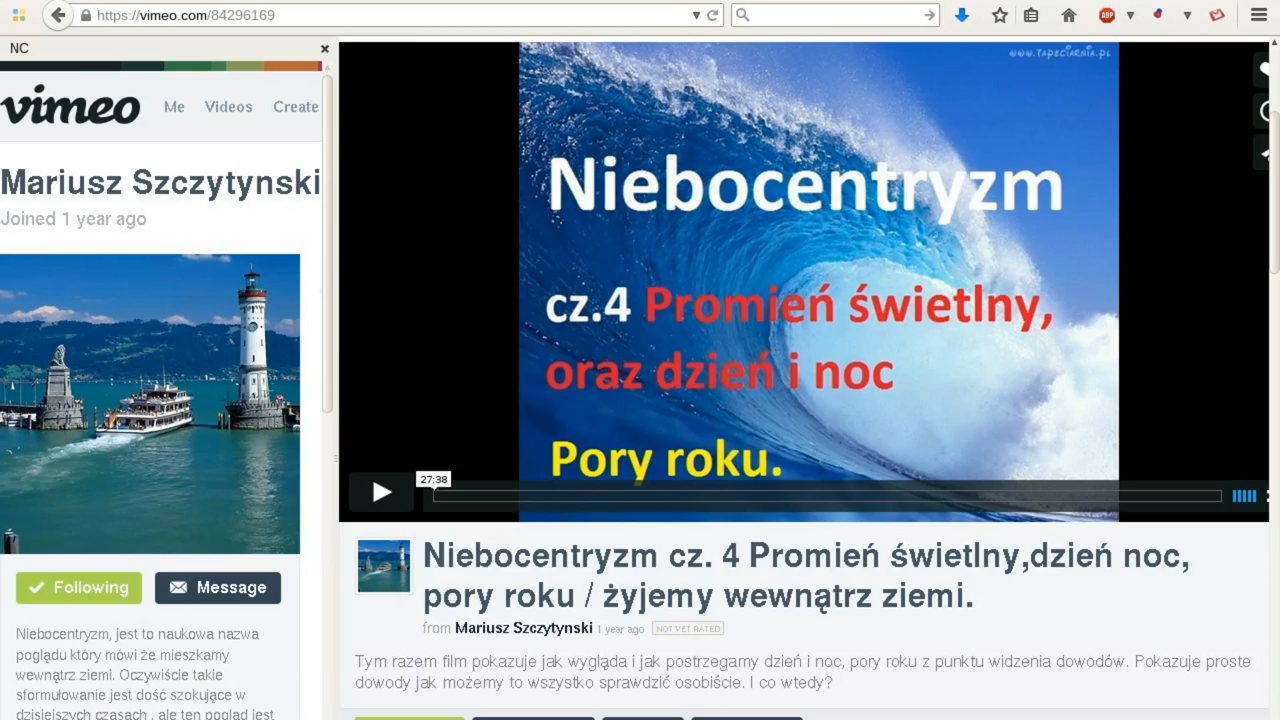 https://vimeo.com/84296169
ABP
NC
vimeo Me Videos Create
Mariusz Szczytynski
Joined 1 year ago
Following Message
Niebocentryzm, jest to naukowa nazwa
poglądu który mówi że mieszkamy
wewnątrz ziemi. Oczywiście takie
sformułowanie jest dość szokujące w
dzisiejszych czasach , ale ten pogląd jest
www.TAPECIARNIA.PL
Niebocentryzm
cz.4 Promień świetlny,
oraz dzień i noc
Pory roku.
27:38
Niebocentryzm cz. 4 Promień świetlny,dzień noc,
pory roku / żyjemy wewnątrz ziemi.
from Mariusz Szczytynski 1 year ago NOT YET RATED
Tym razem film pokazuje jak wygląda i jak postrzegamy dzień i noc, pory roku z punktu widzenia dowodów. Pokazuje proste
dowody jak możemy to wszystko sprawdzić osobiście. I co wtedy?